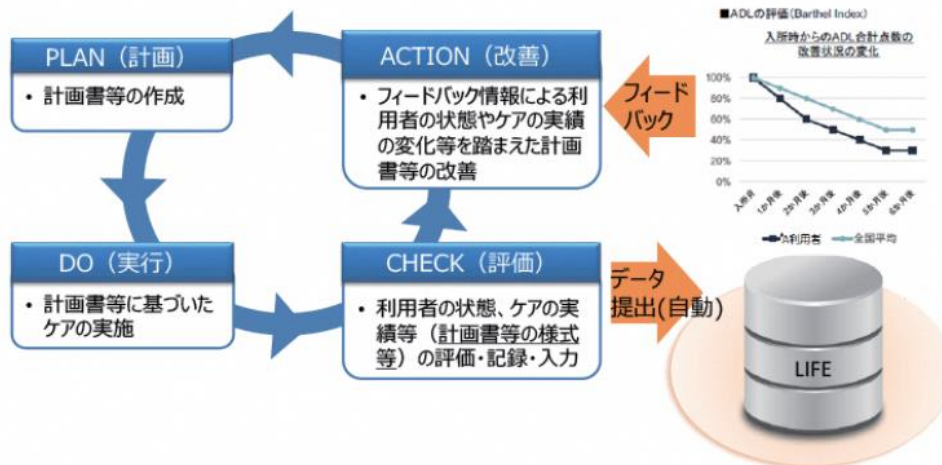 PLAN（計画）
・ 計画書等の作成
ACTION（改善）
・ フィードバック情報による利
用者の状態やケアの実績
の変化等を踏まえた計画
書等の改善
フィード
バック
■ADLの評価（Barthel Index）
入所時からのADL合計点数の
改善状況の変化
100%
80%
60%
40%
20%
0%
入所月
1か月後
2か月後
3か月後
4か月後
5か月後
6か月後
A利用者
全国平均
DO（実行）
・ 計画書等に基づいた
ケアの実施
CHECK（評価）
・ 利用者の状態、ケアの実
績等（計画書等の様式
等）の評価・記録・入力
データ
提出(自動)
LIFE